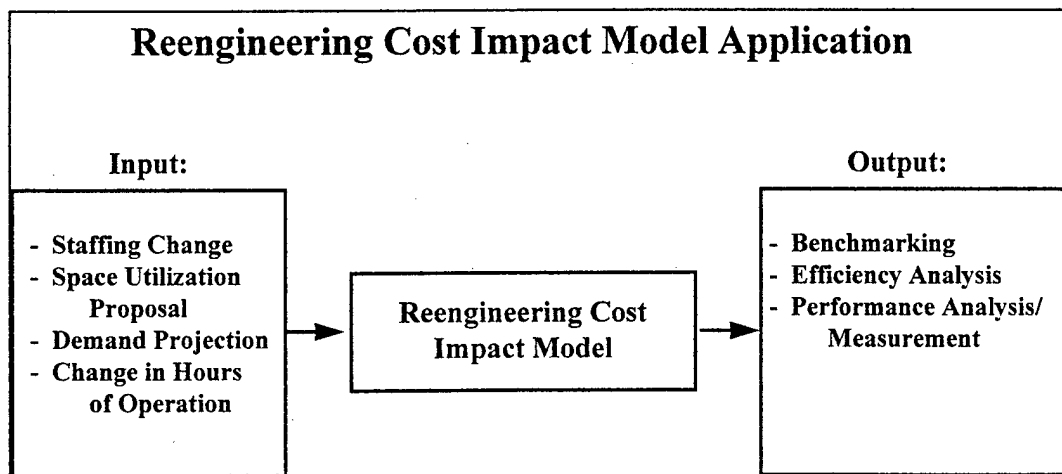 Reengineering Cost Impact Model Application
Input:
- Staffing Change
- Space Utilization
Proposal
- Demand Projection
- Change in Hours
of Operation
Reengineering Cost
Impact Model
Output:
- Benchmarking
- Efficiency Analysis
- Performance Analysis/
Measurement